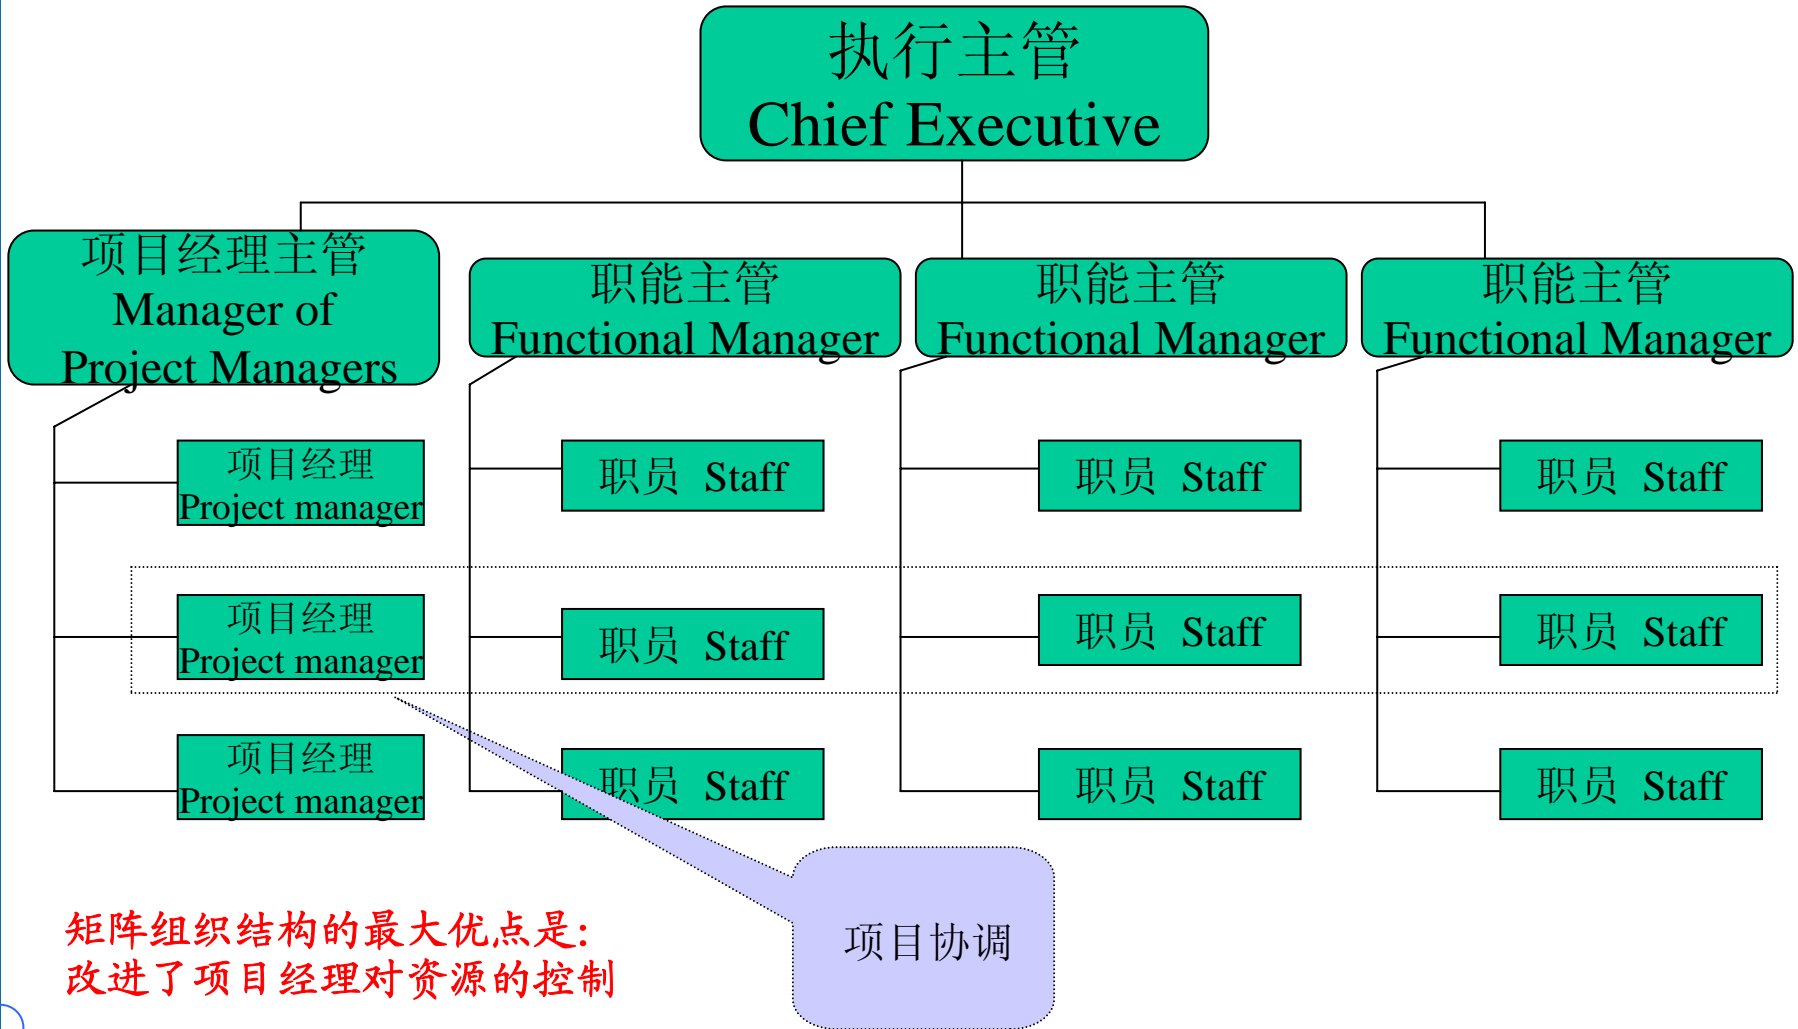 执行主管
Chief Executive
项目经理主管
Manager of
Project Managers
职能主管
Functional Manager
职能主管
Functional Manager
职能主管
Functional Manager
项目经理
Project manager
职员 Staff
职员 Staff
职员 Staff
项目经理
Project manager
职员 Staff
职员 Staff
职员 Staff
项目经理
Project manager
职员 Staff
职员 Staff
职员 Staff
矩阵组织结构的最大优点是:
改进了项目经理对资源的控制
项目协调